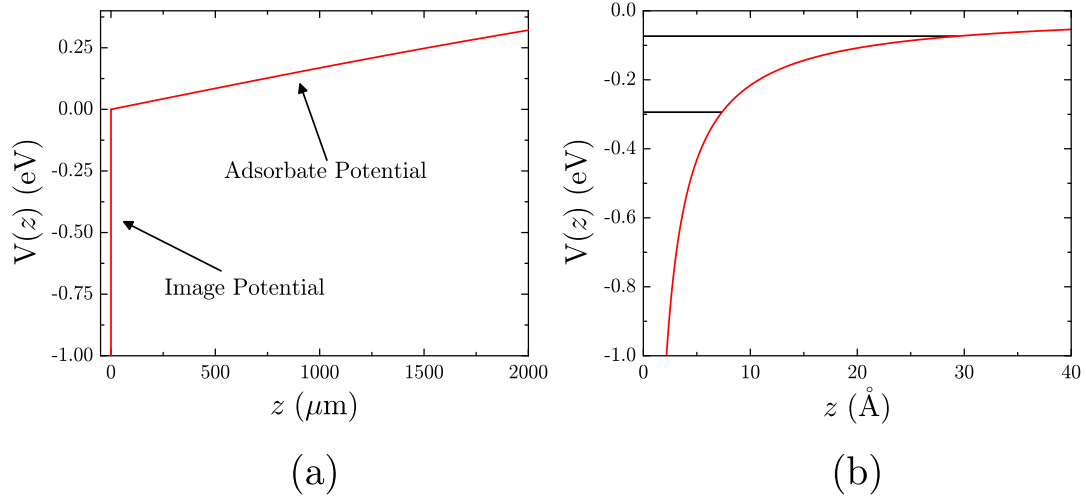 0.25
0.00
-0.25
-0.50
-0.75
-1.00
V(z) (eV)
Adsorbate Potential
Image Potential
0 500 1000 1500 2000
z (μm)
(a)
0.0
-0.2
-0.4
-0.6
-0.8
-1.0
V(z) (eV)
0 10 20 30 40
z (Å)
(b)